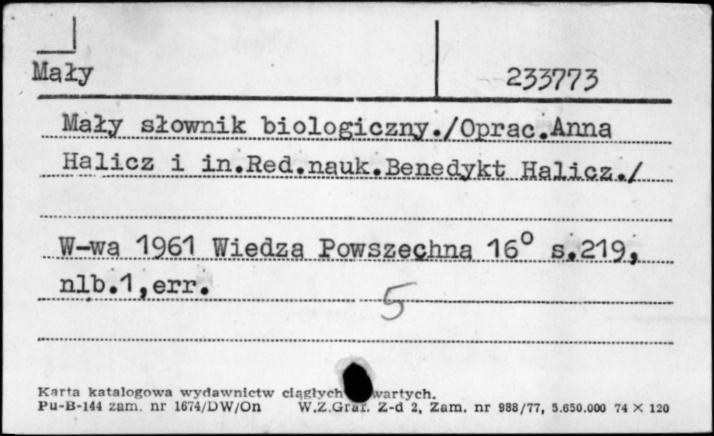 Mały 233773
Mały słownik biologiczny./Oprac.Anna
Halicz i in.Red.nauk.Benedykt Halicz./
W-wa 1961 Wiedza Powszechna 16° s.219,
nlb.1,err.
5
Karta katalogowa wydawnictw ciągłych wartych.
Pu-B-144 zam. nr 1674/DW/On W.Z.Graf. Z-d 2, Zam. nr 988/77, 5.650.000 74 × 120